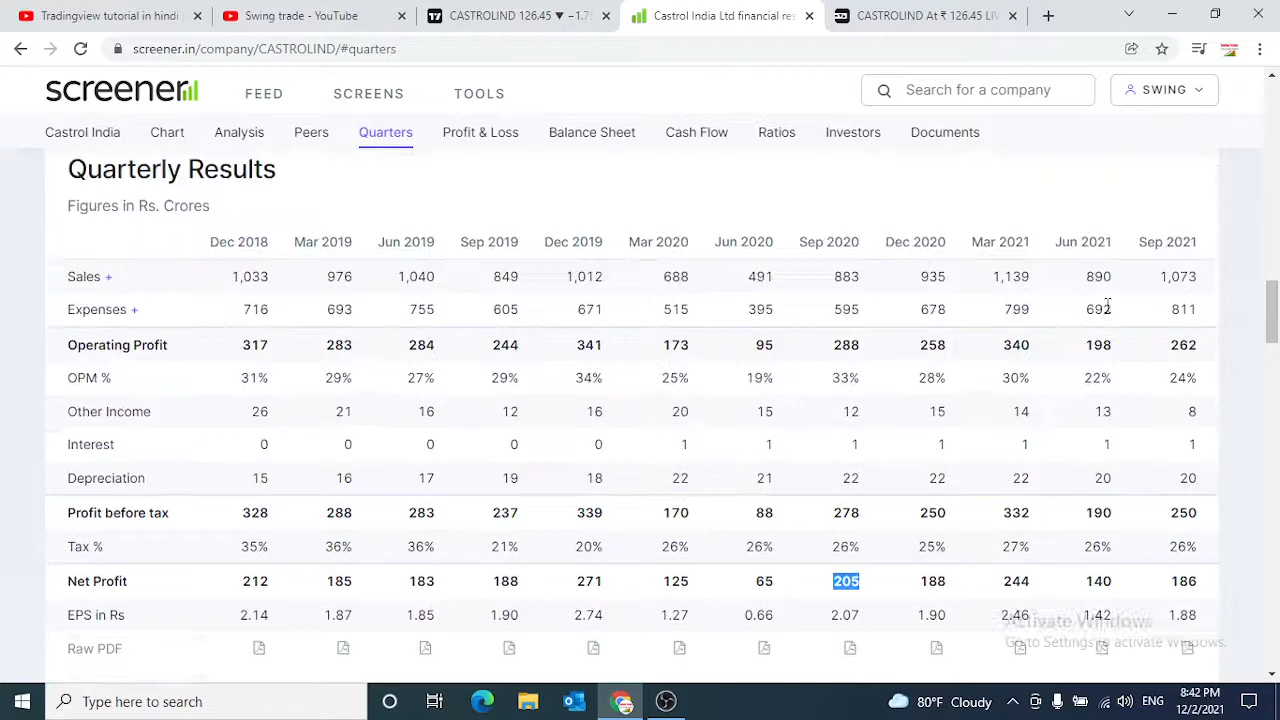 Tradingview tutorial in hindi
Swing trade - YouTube
CASTROLIND 126.45 ▼ −1.7
Castrol India Ltd financial res
CASTROLIND At ₹ 126.45 LIV
screener.in/company/CASTROLIND/#quarters
screener FEED SCREENS TOOLS Search for a company SWING
Castrol India Chart Analysis Peers Quarters Profit & Loss Balance Sheet Cash Flow Ratios Investors Documents
Quarterly Results
Figures in Rs. Crores
Dec 2018 Mar 2019 Jun 2019 Sep 2019 Dec 2019 Mar 2020 Jun 2020 Sep 2020 Dec 2020 Mar 2021 Jun 2021 Sep 2021
Sales + 1,033 976 1,040 849 1,012 688 491 883 935 1,139 890 1,073
Expenses + 716 693 755 605 671 515 395 595 678 799 692 811
Operating Profit 317 283 284 244 341 173 95 288 258 340 198 262
OPM % 31% 29% 27% 29% 34% 25% 19% 33% 28% 30% 22% 24%
Other Income 26 21 16 12 16 20 15 12 15 14 13 8
Interest 0 0 0 0 0 1 1 1 1 1 1 1
Depreciation 15 16 17 19 18 22 21 22 22 22 20 20
Profit before tax 328 288 283 237 339 170 88 278 250 332 190 250
Tax % 35% 36% 36% 21% 20% 26% 26% 26% 25% 27% 26% 26%
Net Profit 212 185 183 188 271 125 65 205 188 244 140 186
EPS in Rs 2.14 1.87 1.85 1.90 2.74 1.27 0.66 2.07 1.90 2.46 1.42 1.88
Activate Windows
Go to Settings to activate Windows.
Raw PDF
Type here to search
80°F Cloudy
ENG
8:42 PM
12/2/2021